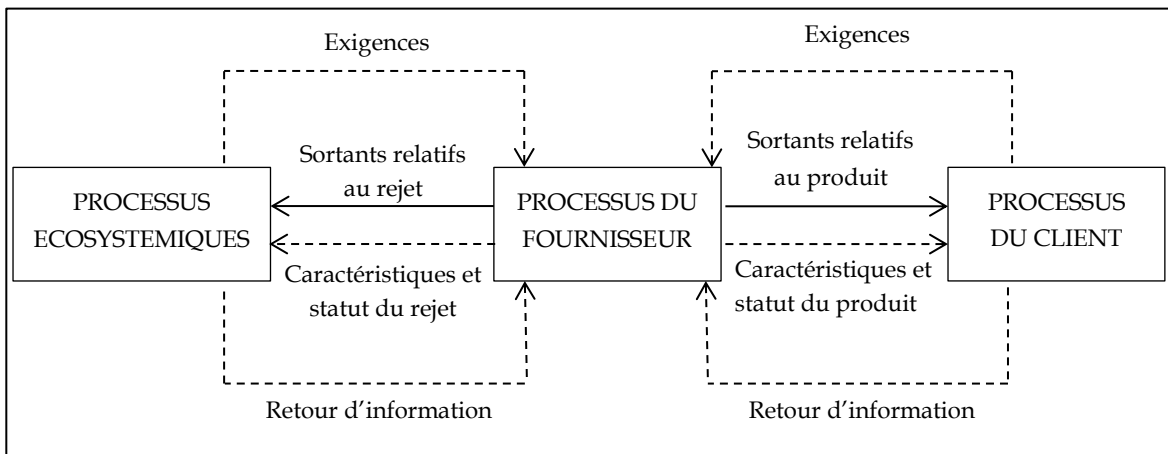 Exigences
Exigences
Sortants relatifs
au rejet
Sortants relatifs
au produit
PROCESSUS
ECOSYSTEMIQUES
PROCESSUS DU
FOURNISSEUR
PROCESSUS
DU CLIENT
Caractéristiques et
statut du rejet
Caractéristiques et
statut du produit
Retour d’information
Retour d’information